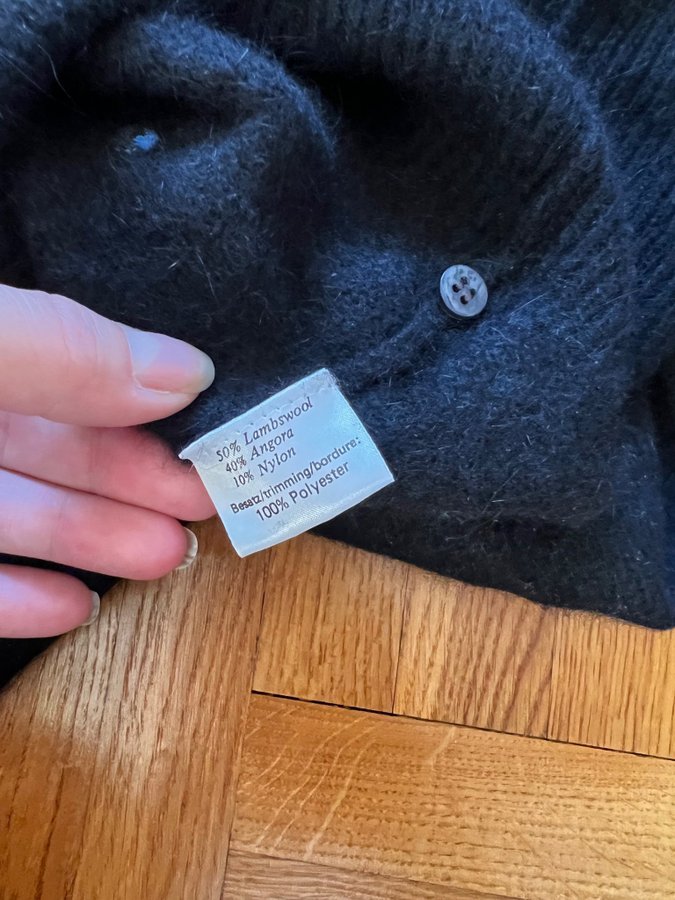 50% Lambswool
40% Angora
10% Nylon
Besatz/trimming/bordure:
100% Polyester